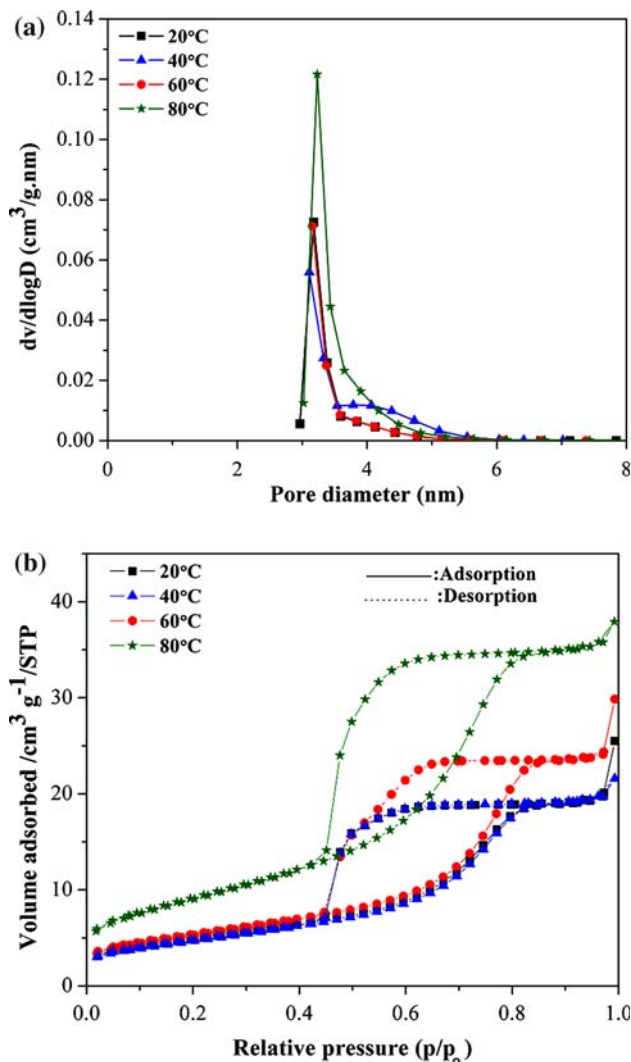 (a)
20°C
40°C
60°C
80°C
0.14
0.12
0.10
0.08
0.06
0.04
0.02
0.00
dv/dlogD (cm³/g.nm)
0 2 4 6 8
Pore diameter (nm)
(b)
20°C
40°C
60°C
80°C
:Adsorption
:Desorption
40
30
20
10
0
Volume adsorbed /cm³ g⁻¹/STP
0.0 0.2 0.4 0.6 0.8 1.0
Relative pressure (p/pₒ)